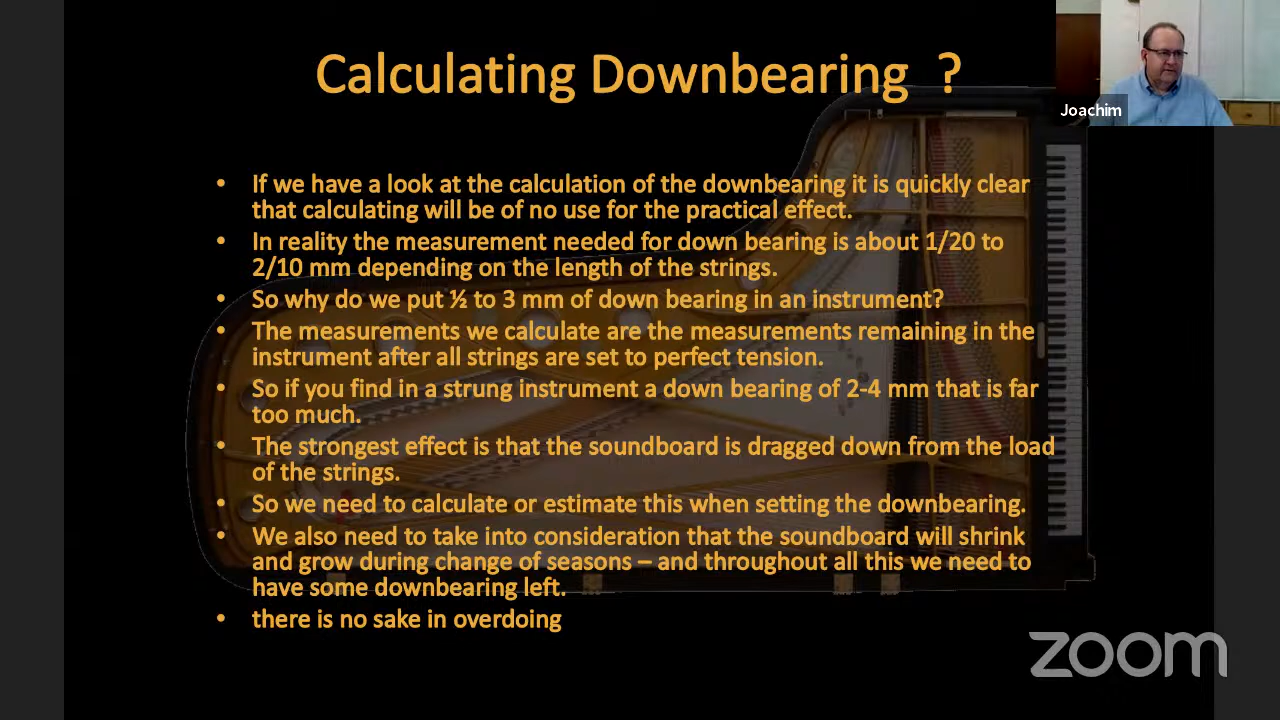 Calculating Downbearing ?
Joachim
• If we have a look at the calculation of the downbearing it is quickly clear
that calculating will be of no use for the practical effect.
• In reality the measurement needed for down bearing is about 1/20 to
2/10 mm depending on the length of the strings.
• So why do we put ½ to 3 mm of down bearing in an instrument?
• The measurements we calculate are the measurements remaining in the
instrument after all strings are set to perfect tension.
• So if you find in a strung instrument a down bearing of 2-4 mm that is far
too much.
• The strongest effect is that the soundboard is dragged down from the load
of the strings.
• So we need to calculate or estimate this when setting the downbearing.
• We also need to take into consideration that the soundboard will shrink
and grow during change of seasons – and throughout all this we need to
have some downbearing left.
• there is no sake in overdoing
zoom